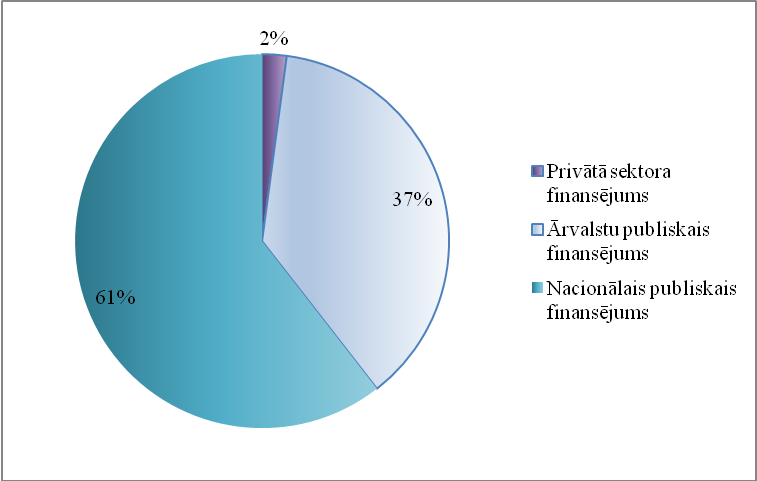 2%
37%
61%
Privātā sektora
finansējums
Ārvalstu publiskais
finansējums
Nacionālais publiskais
finansējums